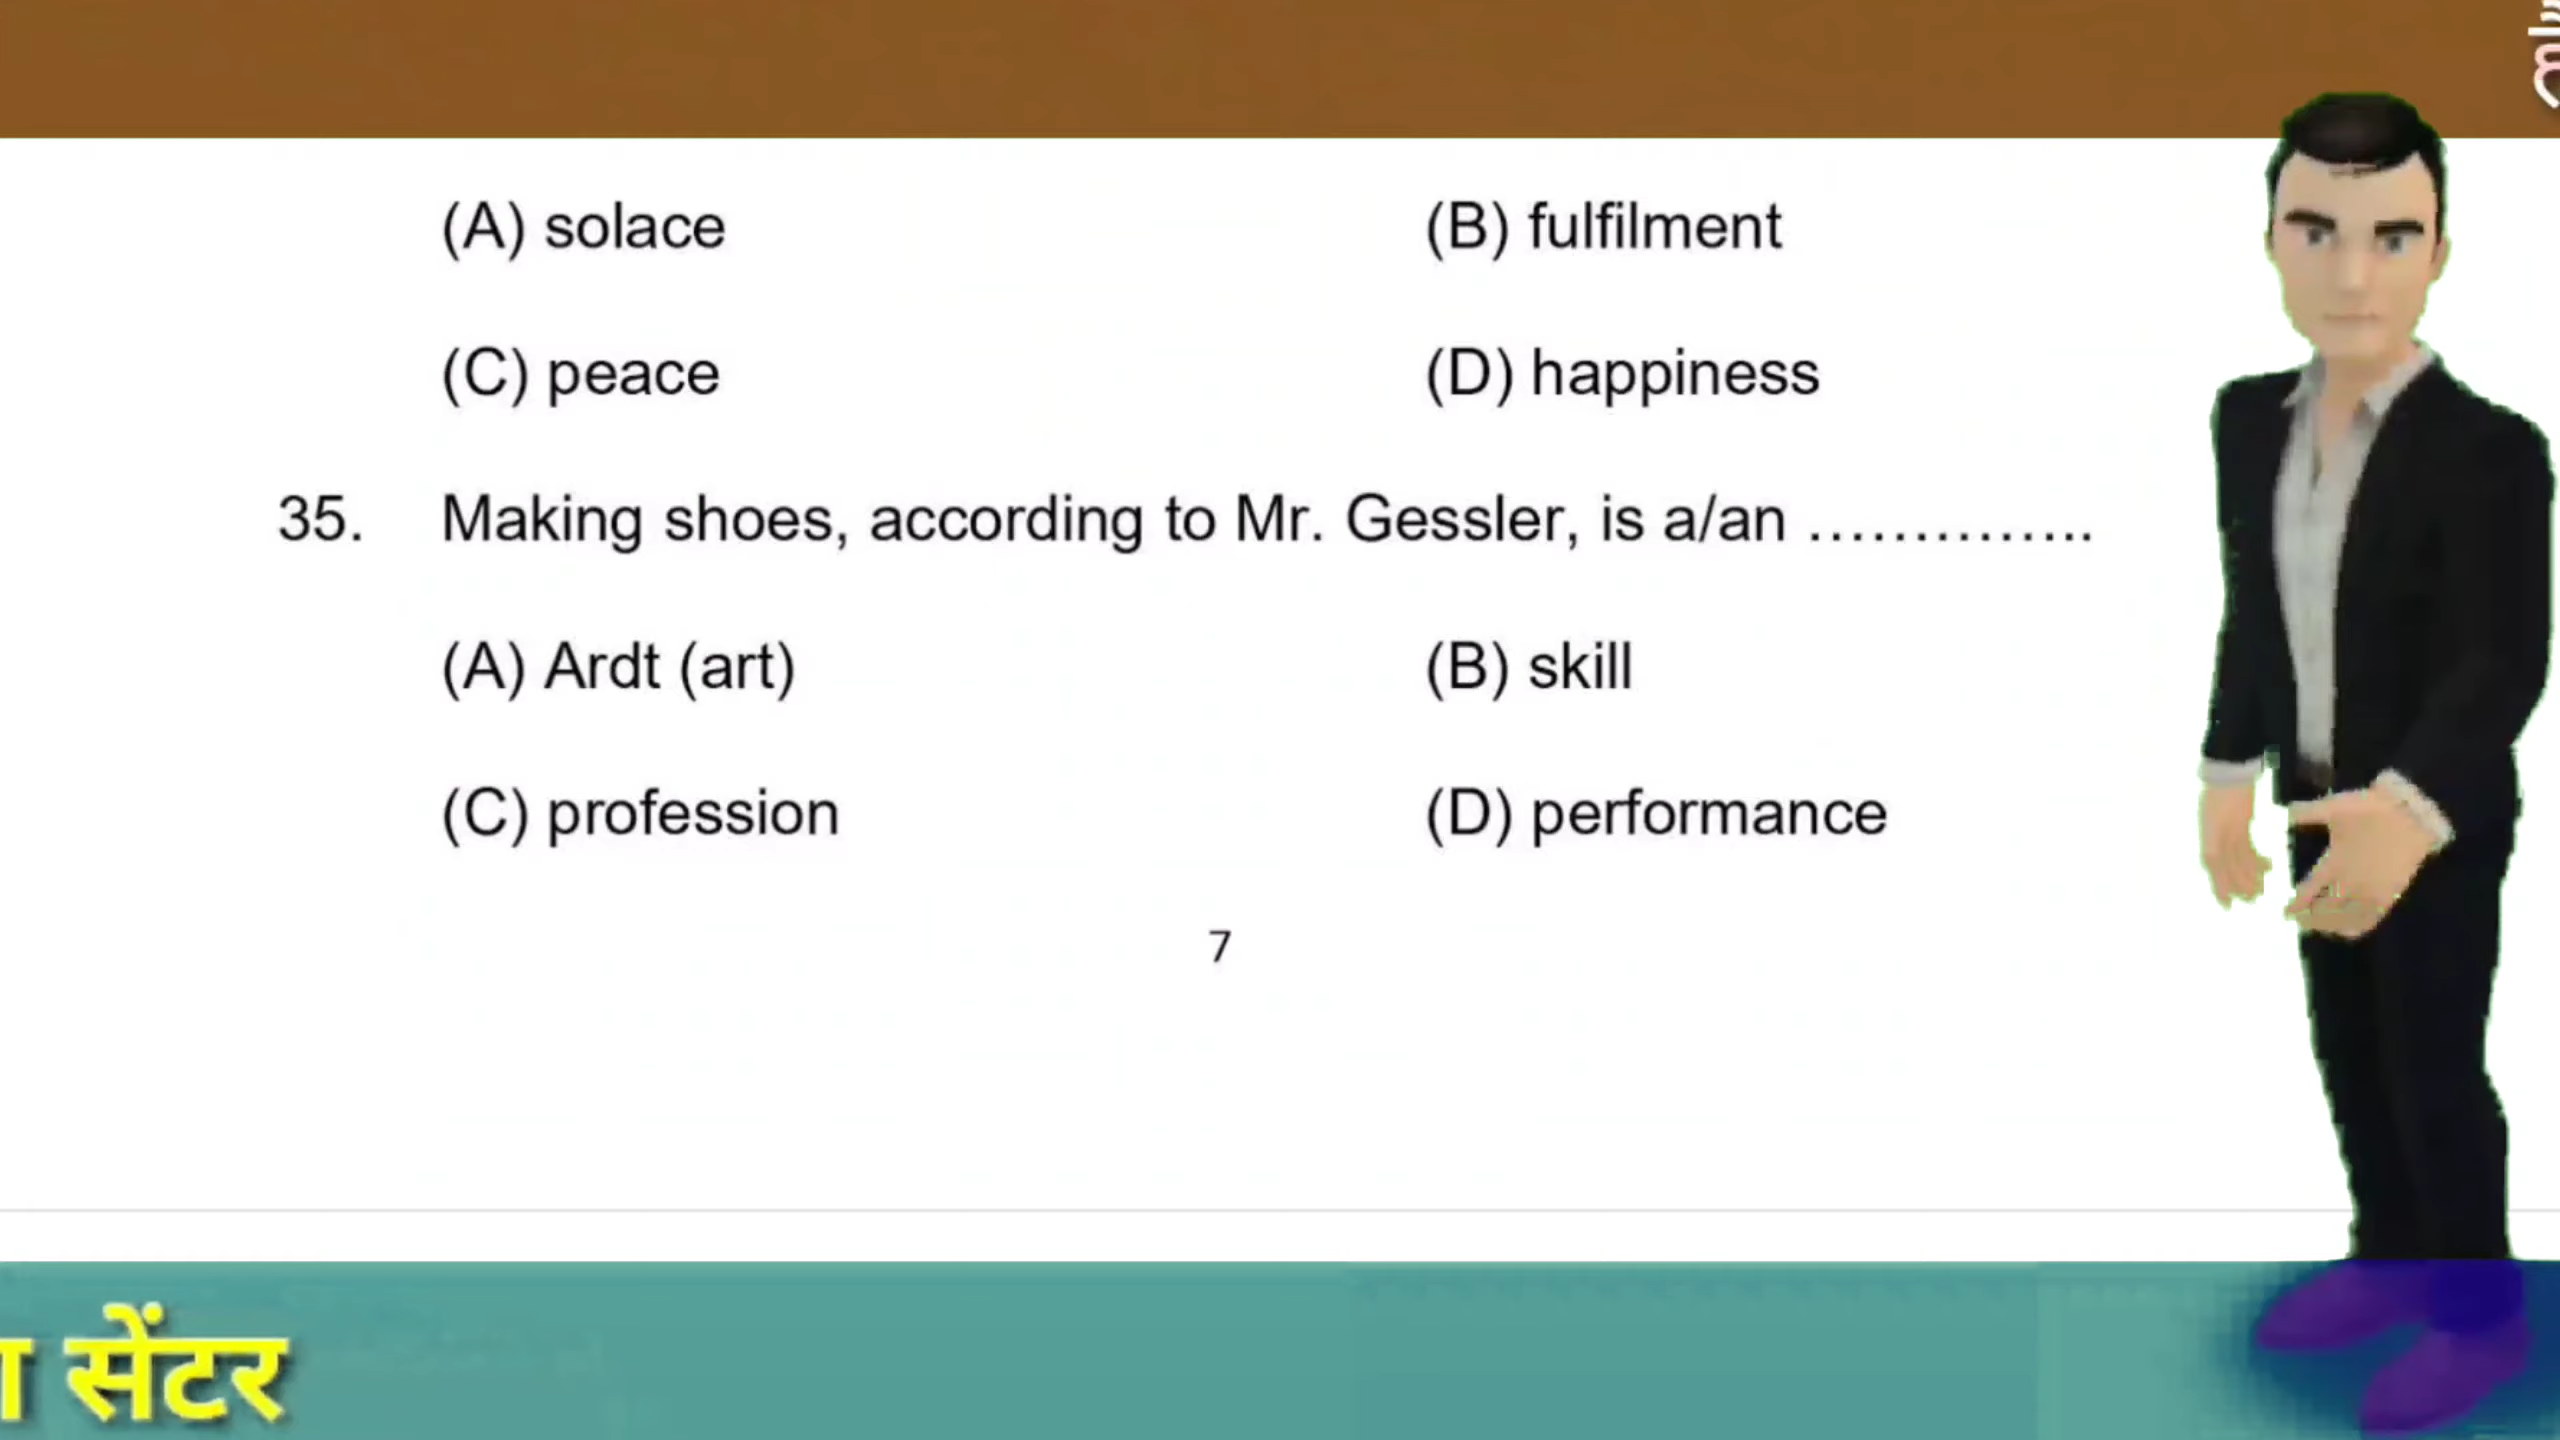 (A) solace (B) fulfilment
(C) peace (D) happiness
35. Making shoes, according to Mr. Gessler, is a/an ..............
(A) Ardt (art) (B) skill
(C) profession (D) performance
7
सेंटर